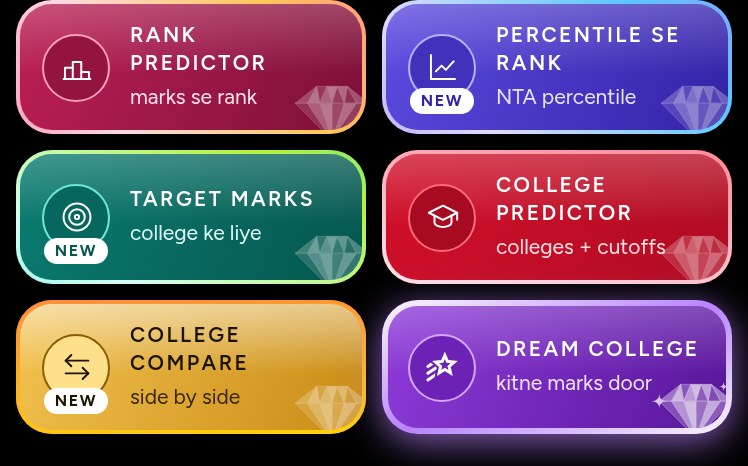 RANK
PREDICTOR
marks se rank
PERCENTILE SE
RANK
NTA percentile
NEW
TARGET MARKS
college ke liye
NEW
COLLEGE
PREDICTOR
colleges + cutoffs
COLLEGE
COMPARE
side by side
NEW
DREAM COLLEGE
kitne marks door